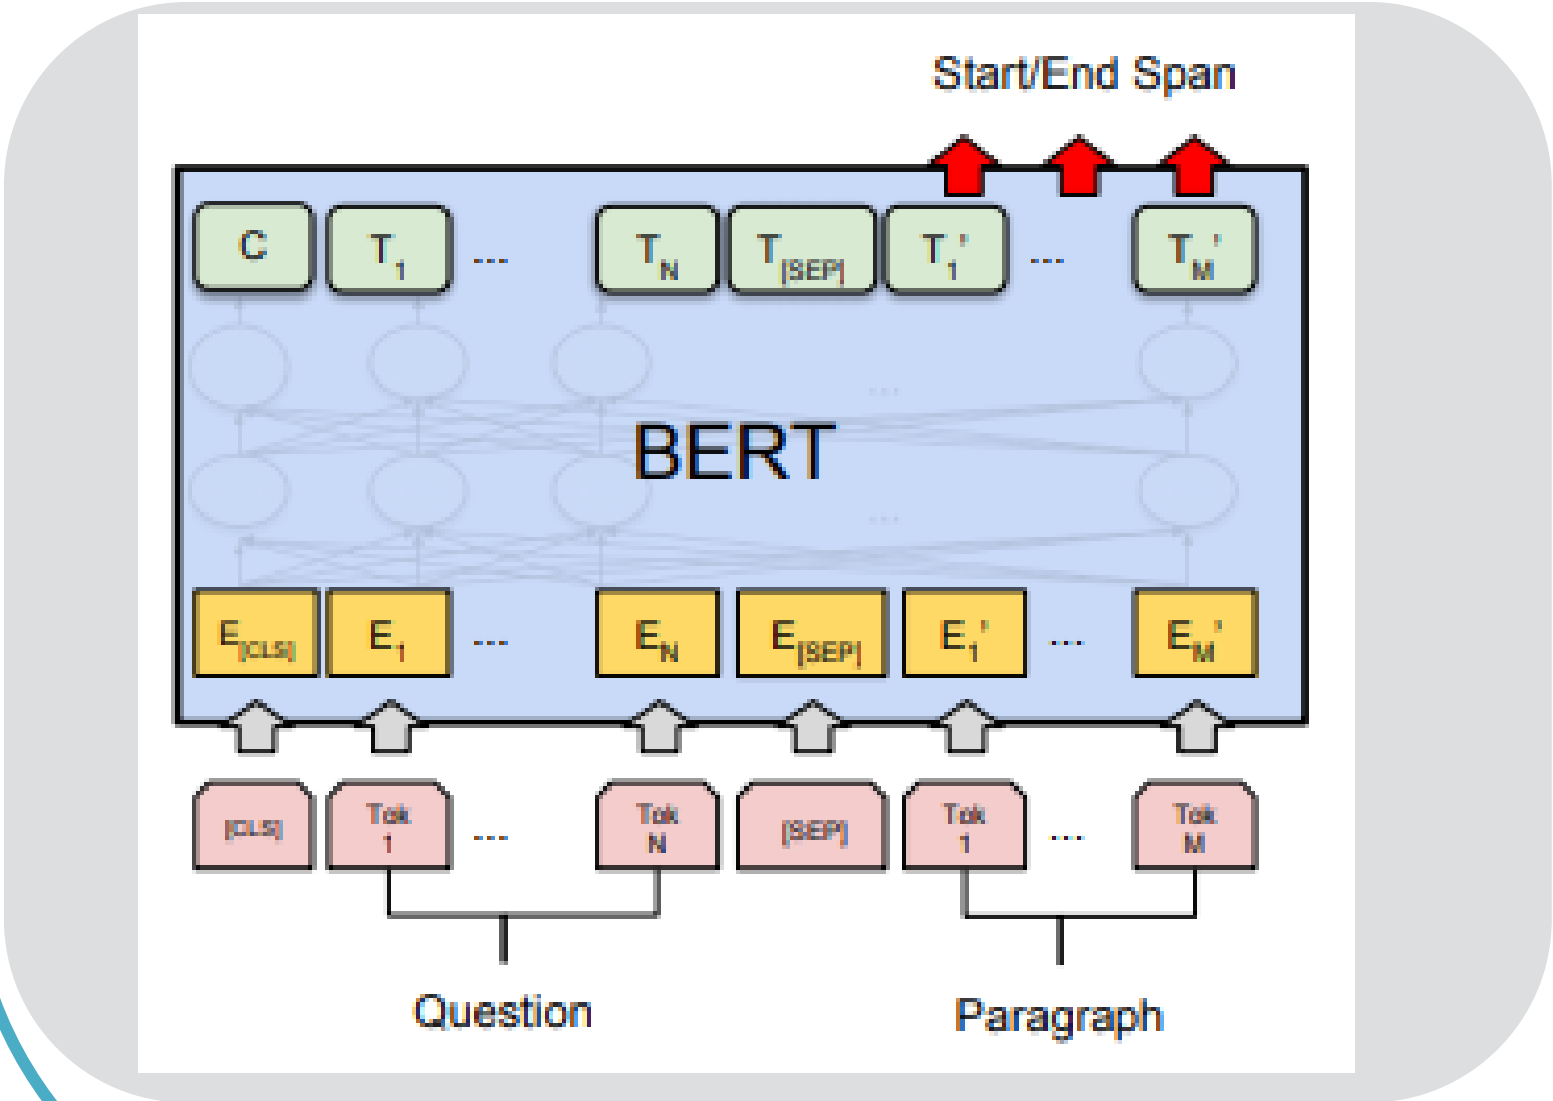 Start/End Span
C T1 ... TN T[SEP] T1' ... TM'
...
BERT
...
E[CLS] E1 ... EN E[SEP] E1' ... EM'
[CLS] Tok 1 ... Tok N [SEP] Tok 1 ... Tok M
Question Paragraph